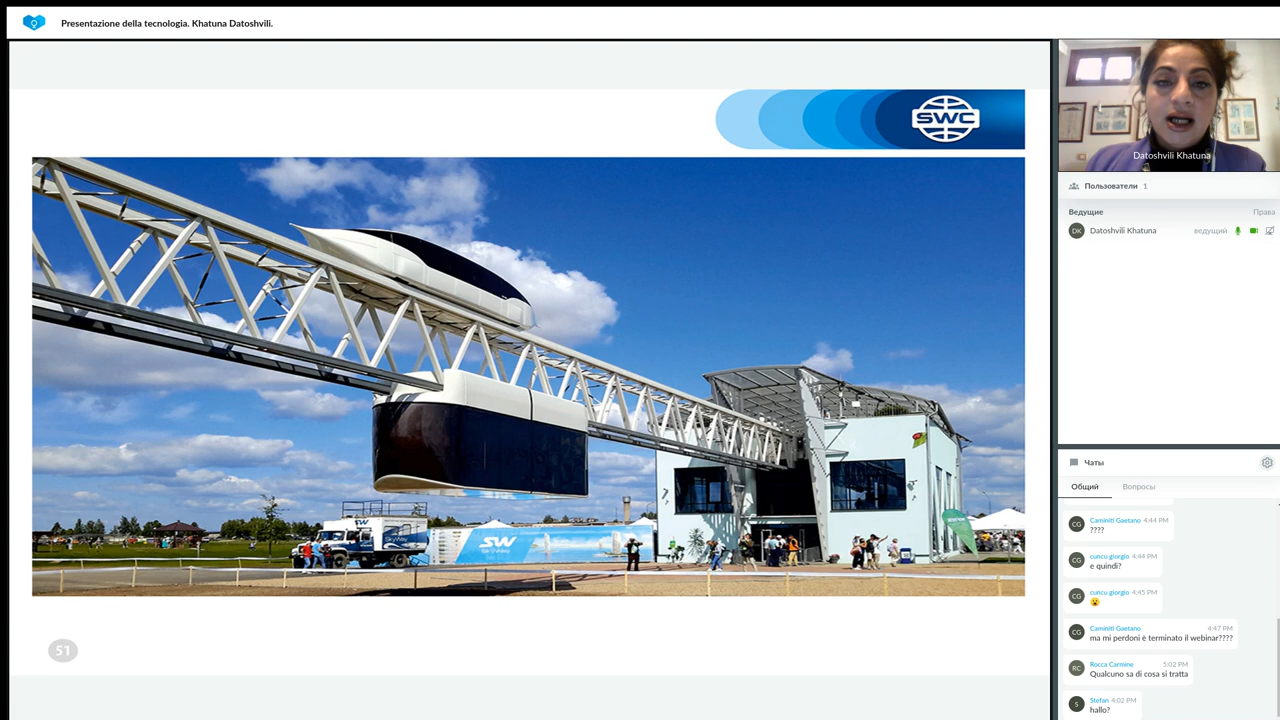 Presentazione della tecnologia. Khatuna Datoshvili.
SWC
SW
SkyWay
SW
51
Datoshvili Khatuna
Пользователи 1
Ведущие Права
DK Datoshvili Khatuna ведущий
Чаты
Общий Вопросы
CG Caminiti Gaetano 4:44 PM
????
CG cuncu giorgio 4:44 PM
e quindi?
CG cuncu giorgio 4:45 PM
😮
CG Caminiti Gaetano 4:47 PM
ma mi perdoni è terminato il webinar????
RC Rocca Carmine 5:02 PM
Qualcuno sa di cosa si tratta
S Stefan 4:02 PM
hallo?